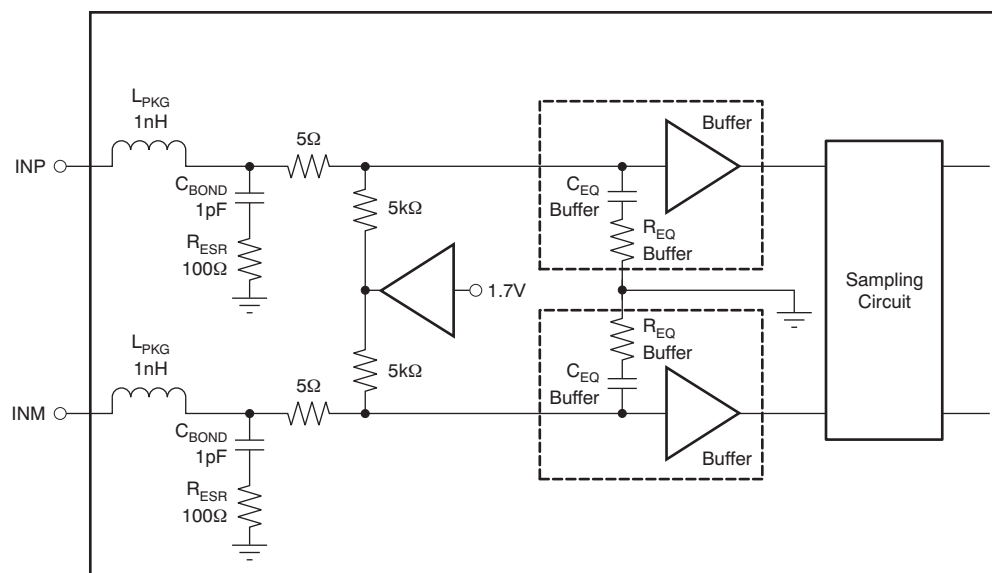 L_PKG
1nH
INP
5Ω
C_BOND
1pF
R_ESR
100Ω
5kΩ
Buffer
C_EQ
Buffer
R_EQ
Buffer
1.7V
Sampling
Circuit
L_PKG
1nH
INM
5Ω
C_BOND
1pF
R_ESR
100Ω
5kΩ
R_EQ
Buffer
C_EQ
Buffer
Buffer